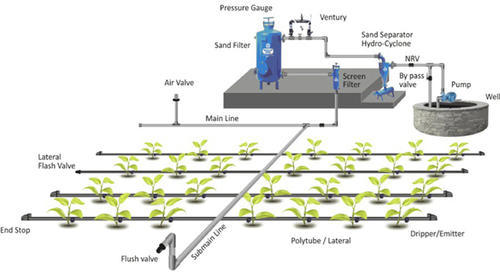 Pressure Gauge
Ventury
Sand Separator
Hydro-Cyclone
Sand Filter
NRV
Screen
Filter
By pass
valve
Pump
Well
Air Valve
Main Line
Lateral
Flash Valve
End Stop
Flush valve
Submain Line
Polytube / Lateral
Dripper/Emitter